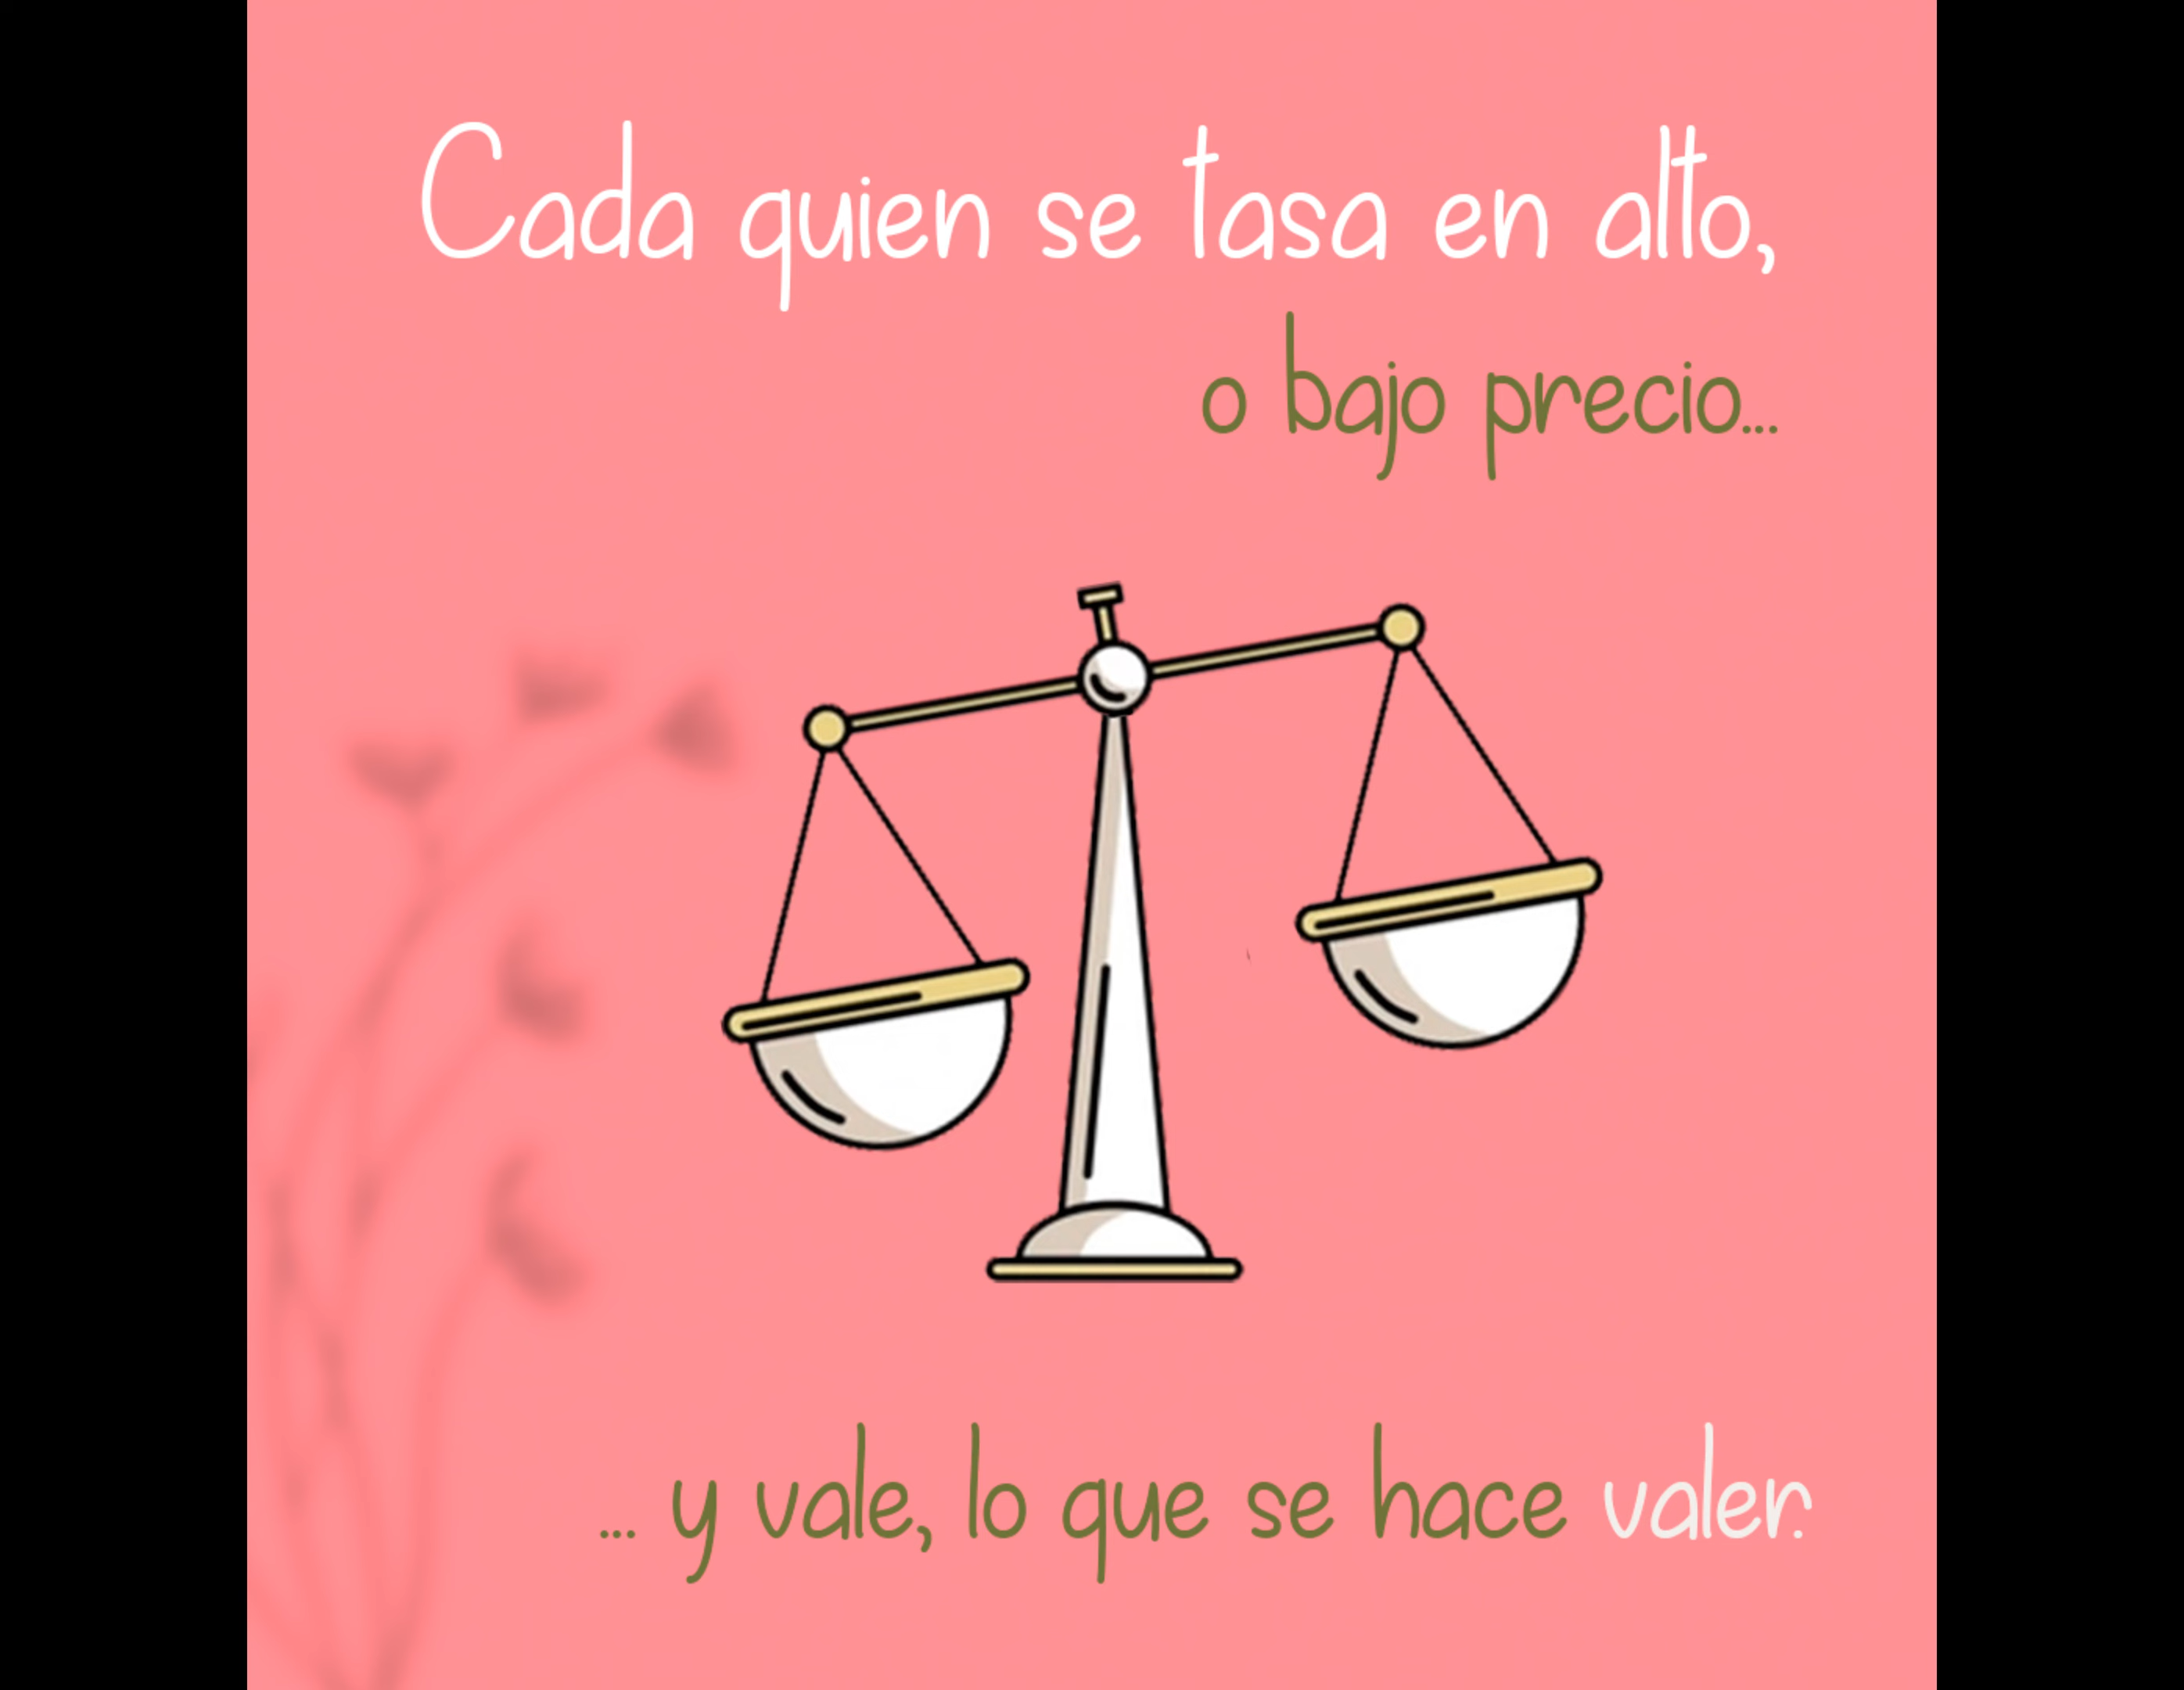 Cada quien se tasa en alto,
o bajo precio...
... y vale, lo que se hace valer.